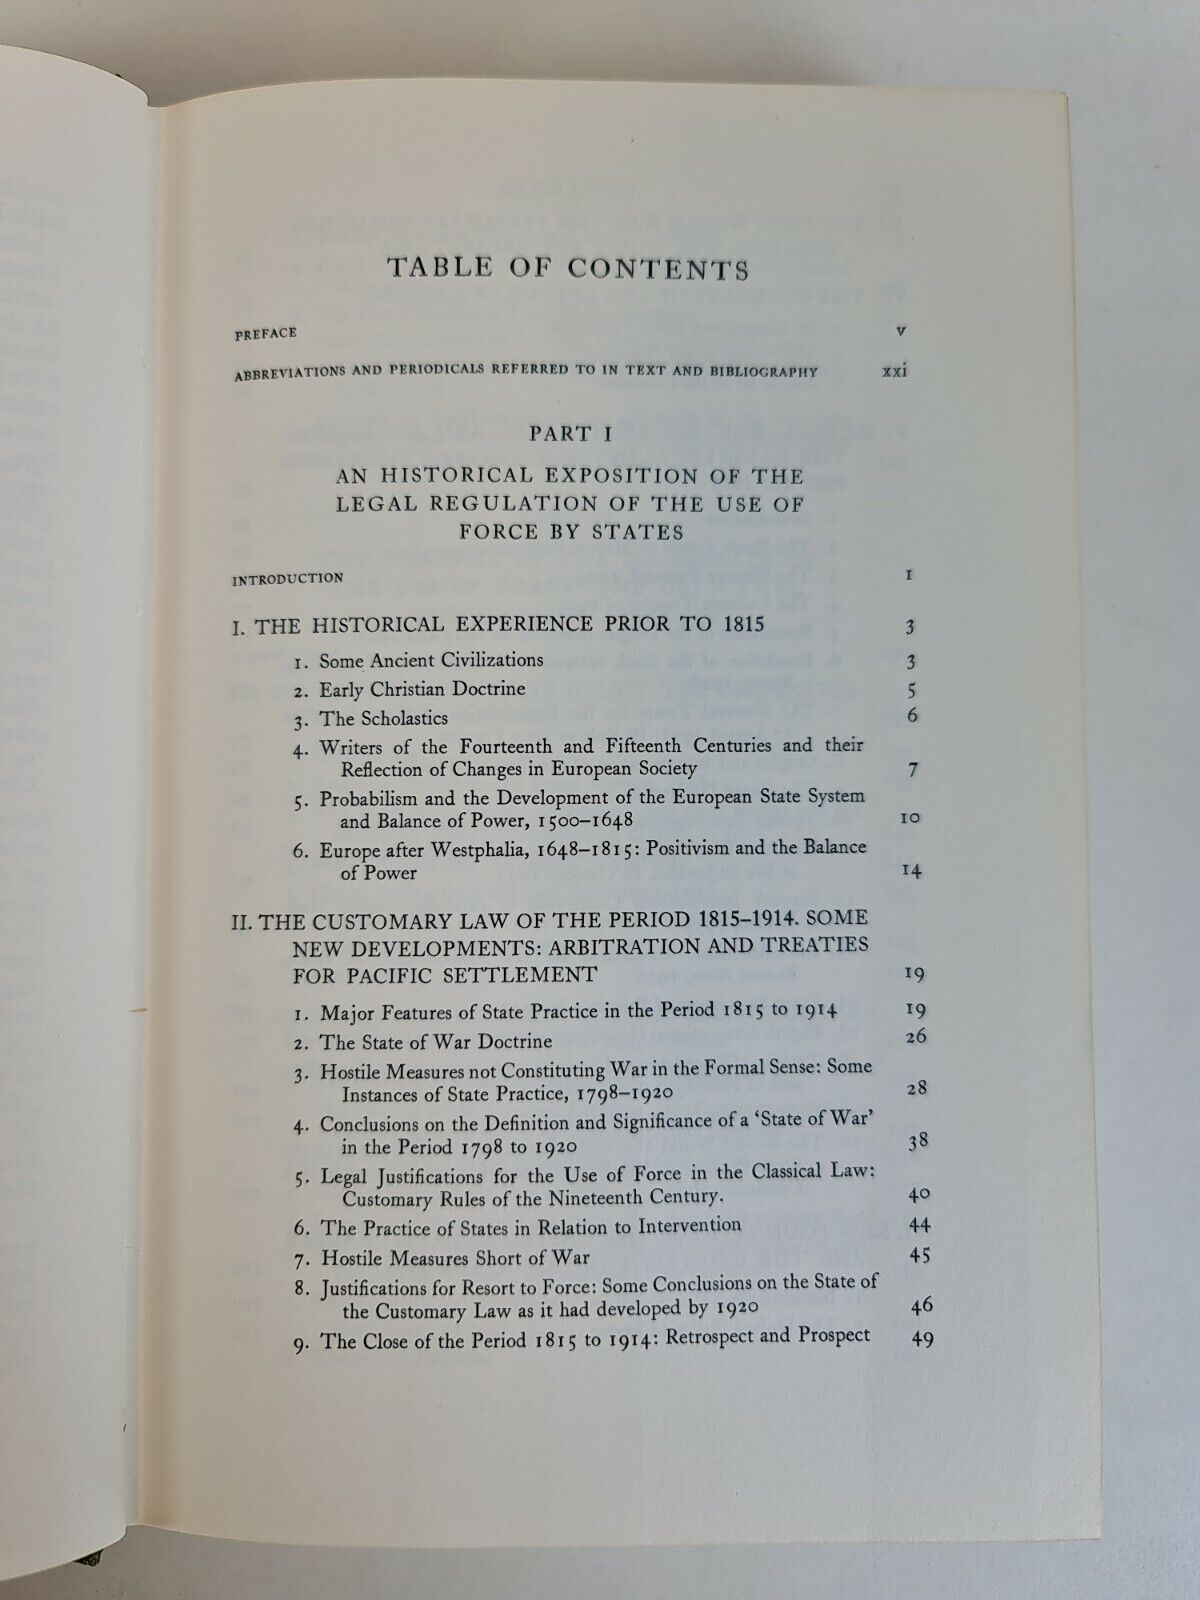 TABLE OF CONTENTS
PREFACE v
ABBREVIATIONS AND PERIODICALS REFERRED TO IN TEXT AND BIBLIOGRAPHY xxi
PART I
AN HISTORICAL EXPOSITION OF THE
LEGAL REGULATION OF THE USE OF
FORCE BY STATES
INTRODUCTION 1
I. THE HISTORICAL EXPERIENCE PRIOR TO 1815 3
1. Some Ancient Civilizations 3
2. Early Christian Doctrine 5
3. The Scholastics 6
4. Writers of the Fourteenth and Fifteenth Centuries and their
Reflection of Changes in European Society 7
5. Probabilism and the Development of the European State System
and Balance of Power, 1500–1648 10
6. Europe after Westphalia, 1648–1815: Positivism and the Balance
of Power 14
II. THE CUSTOMARY LAW OF THE PERIOD 1815–1914. SOME
NEW DEVELOPMENTS: ARBITRATION AND TREATIES
FOR PACIFIC SETTLEMENT 19
1. Major Features of State Practice in the Period 1815 to 1914 19
2. The State of War Doctrine 26
3. Hostile Measures not Constituting War in the Formal Sense: Some
Instances of State Practice, 1798–1920 28
4. Conclusions on the Definition and Significance of a 'State of War'
in the Period 1798 to 1920 38
5. Legal Justifications for the Use of Force in the Classical Law:
Customary Rules of the Nineteenth Century. 40
6. The Practice of States in Relation to Intervention 44
7. Hostile Measures Short of War 45
8. Justifications for Resort to Force: Some Conclusions on the State of
the Customary Law as it had developed by 1920 46
9. The Close of the Period 1815 to 1914: Retrospect and Prospect 49